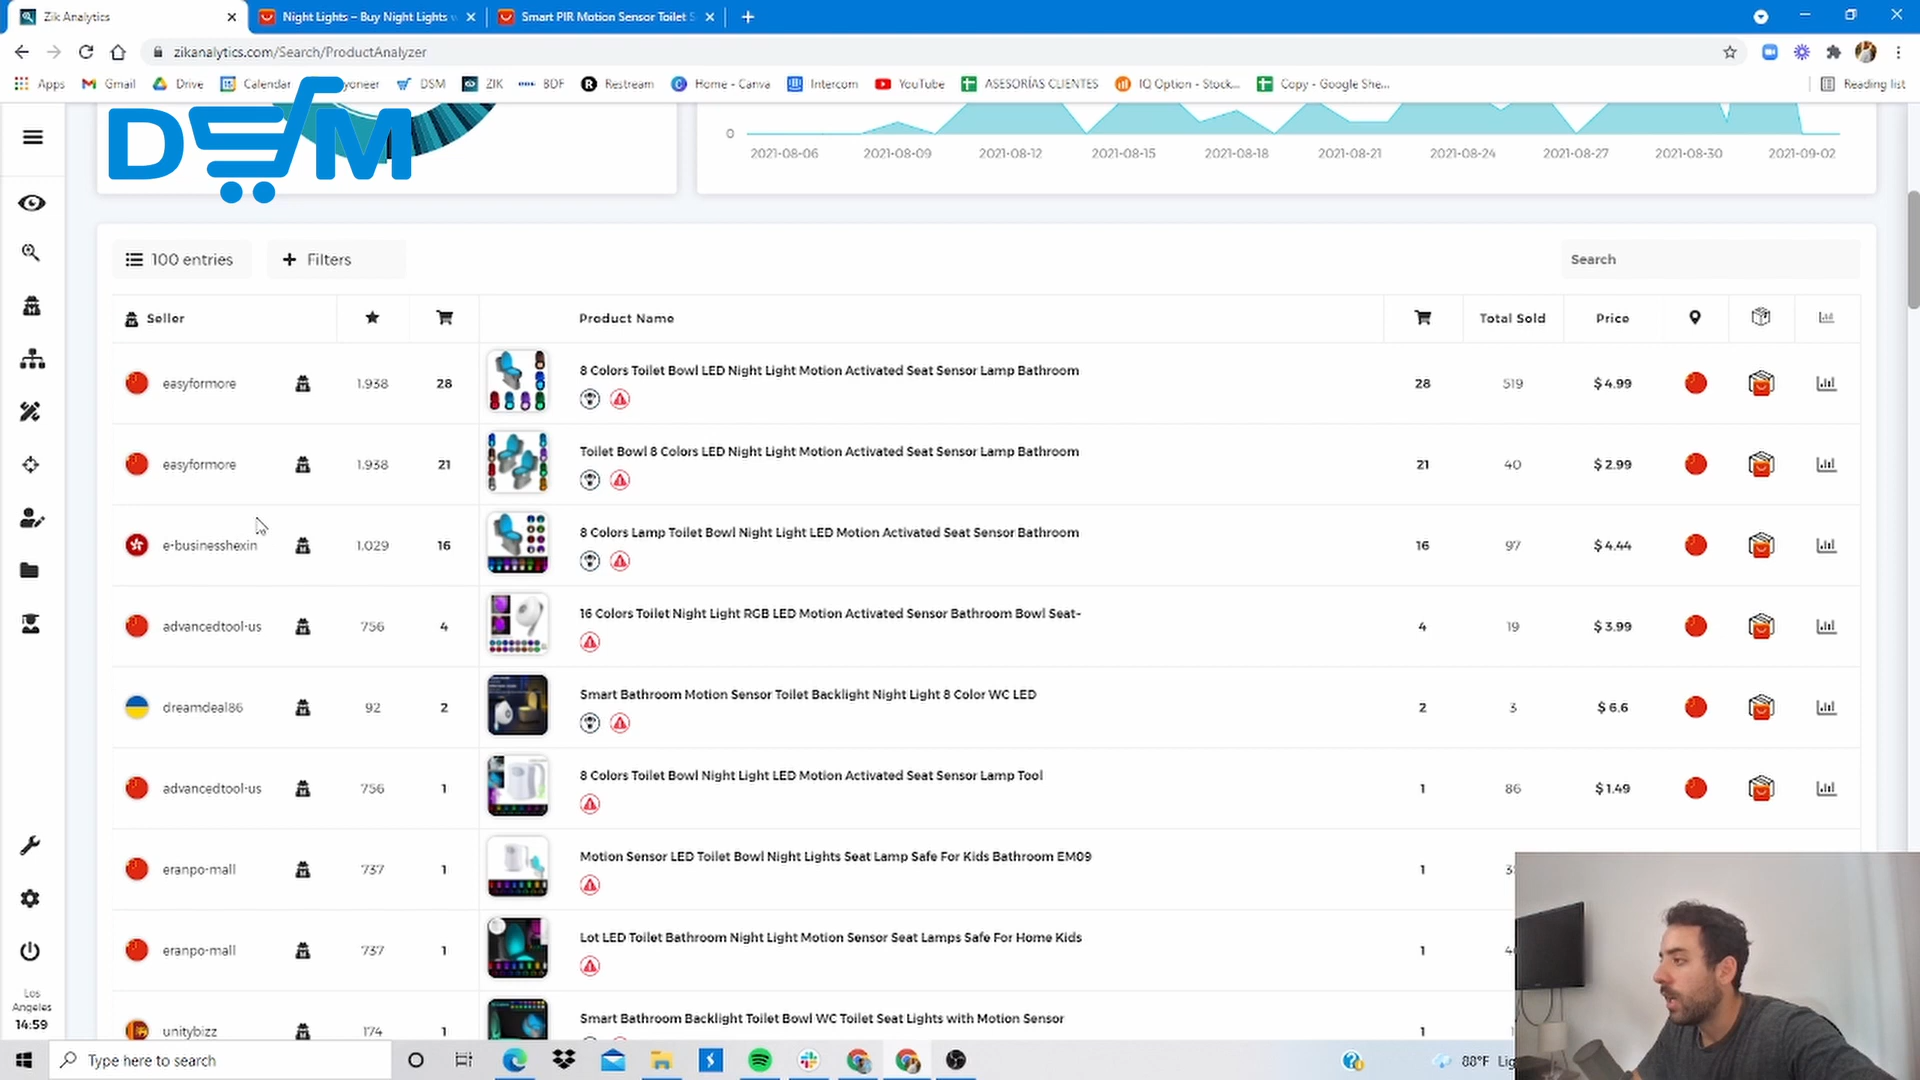 Zik Analytics
Night Lights – Buy Night Lights
Smart PIR Motion Sensor Toilet S
zikanalytics.com/Search/ProductAnalyzer
Apps
Gmail
Drive
Calendar
yoneer
DSM
ZIK
BDF
Restream
Home - Canva
Intercom
YouTube
ASESORÍAS CLIENTES
IQ Option - Stock...
Copy - Google She...
Reading list
DSM
0
2021-08-06
2021-08-09
2021-08-12
2021-08-15
2021-08-18
2021-08-21
2021-08-24
2021-08-27
2021-08-30
2021-09-02
100 entries
Filters
Search
Seller
Product Name
Total Sold
Price
easyformore 1.938 28 8 Colors Toilet Bowl LED Night Light Motion Activated Seat Sensor Lamp Bathroom 28 519 $ 4.99
easyformore 1.938 21 Toilet Bowl 8 Colors LED Night Light Motion Activated Seat Sensor Lamp Bathroom 21 40 $ 2.99
e-businesshexin 1.029 16 8 Colors Lamp Toilet Bowl Night Light LED Motion Activated Seat Sensor Bathroom 16 97 $ 4.44
advancedtool-us 756 4 16 Colors Toilet Night Light RGB LED Motion Activated Sensor Bathroom Bowl Seat- 4 19 $ 3.99
dreamdeal86 92 2 Smart Bathroom Motion Sensor Toilet Backlight Night Light 8 Color WC LED 2 3 $ 6.6
advancedtool-us 756 1 8 Colors Toilet Bowl Night Light LED Motion Activated Seat Sensor Lamp Tool 1 86 $ 1.49
eranpo-mall 737 1 Motion Sensor LED Toilet Bowl Night Lights Seat Lamp Safe For Kids Bathroom EM09 1
eranpo-mall 737 1 Lot LED Toilet Bathroom Night Light Motion Sensor Seat Lamps Safe For Home Kids 1
unitybizz 174 1 Smart Bathroom Backlight Toilet Bowl WC Toilet Seat Lights with Motion Sensor 1
Los
Angeles
14:59
Type here to search
88°F